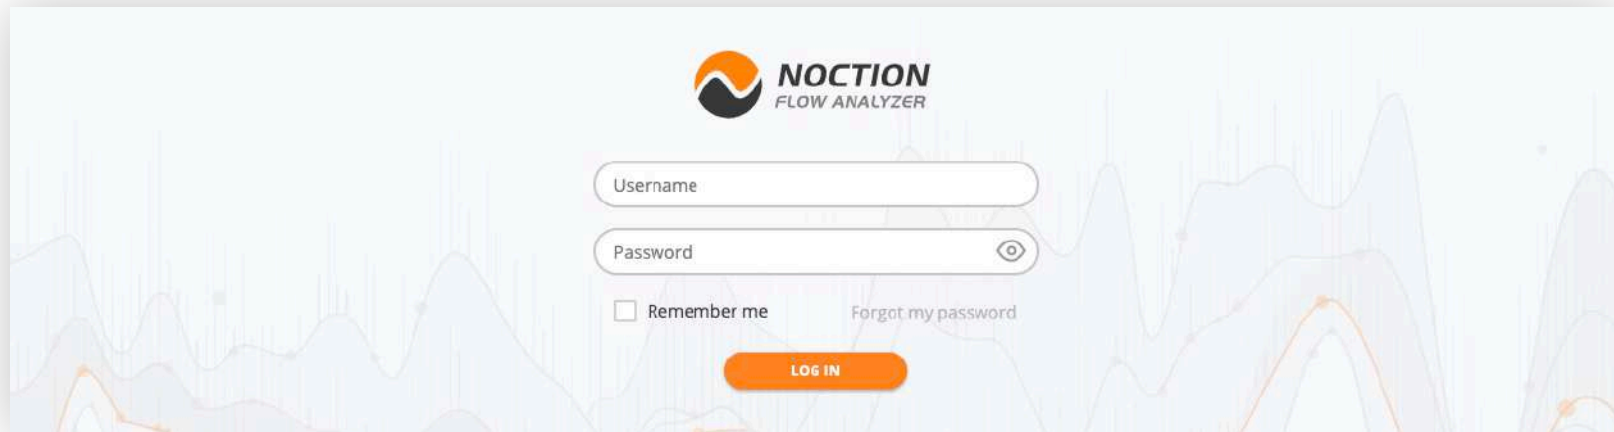 NOCTION
FLOW ANALYZER
Username
Password
Remember me
Forgot my password
LOG IN